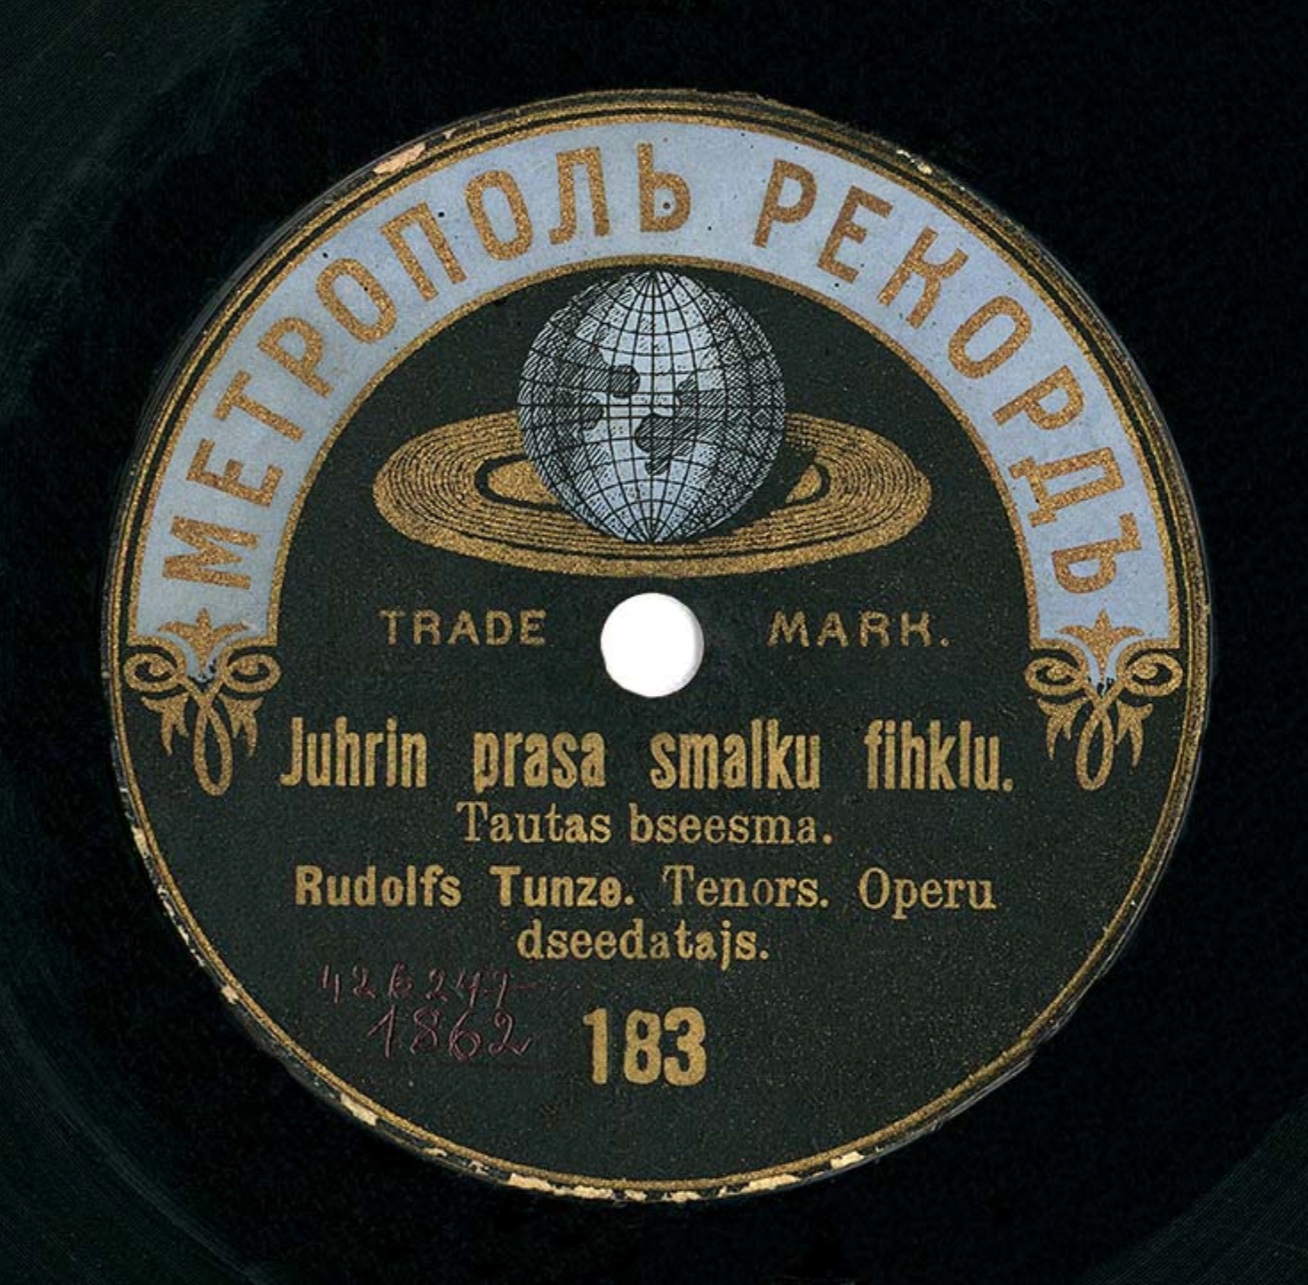 МЕТРОПОЛЬ РЕКОРДЪ
TRADE MARK.
Juhrin prasa smalku fihklu.
Tautas bseesma.
Rudolfs Tunze. Tenors. Operu
dseedatajs.
1862
183